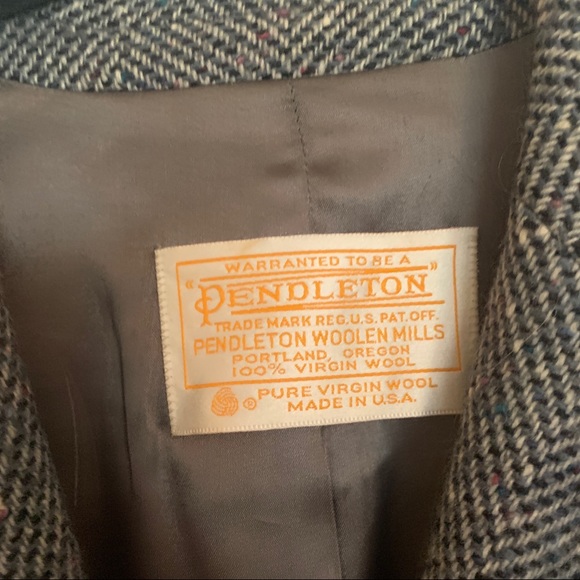 WARRANTED TO BE A
"PENDLETON"
TRADE MARK REG. U.S. PAT. OFF.
PENDLETON WOOLEN MILLS
PORTLAND, OREGON
100% VIRGIN WOOL
® PURE VIRGIN WOOL
MADE IN U.S.A.